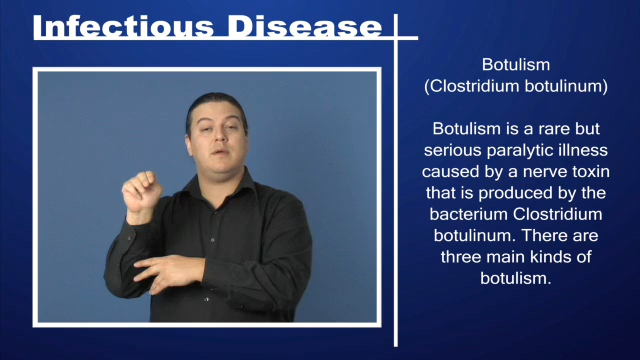 Infectious Disease
Botulism
(Clostridium botulinum)
Botulism is a rare but
serious paralytic illness
caused by a nerve toxin
that is produced by the
bacterium Clostridium
botulinum. There are
three main kinds of
botulism.